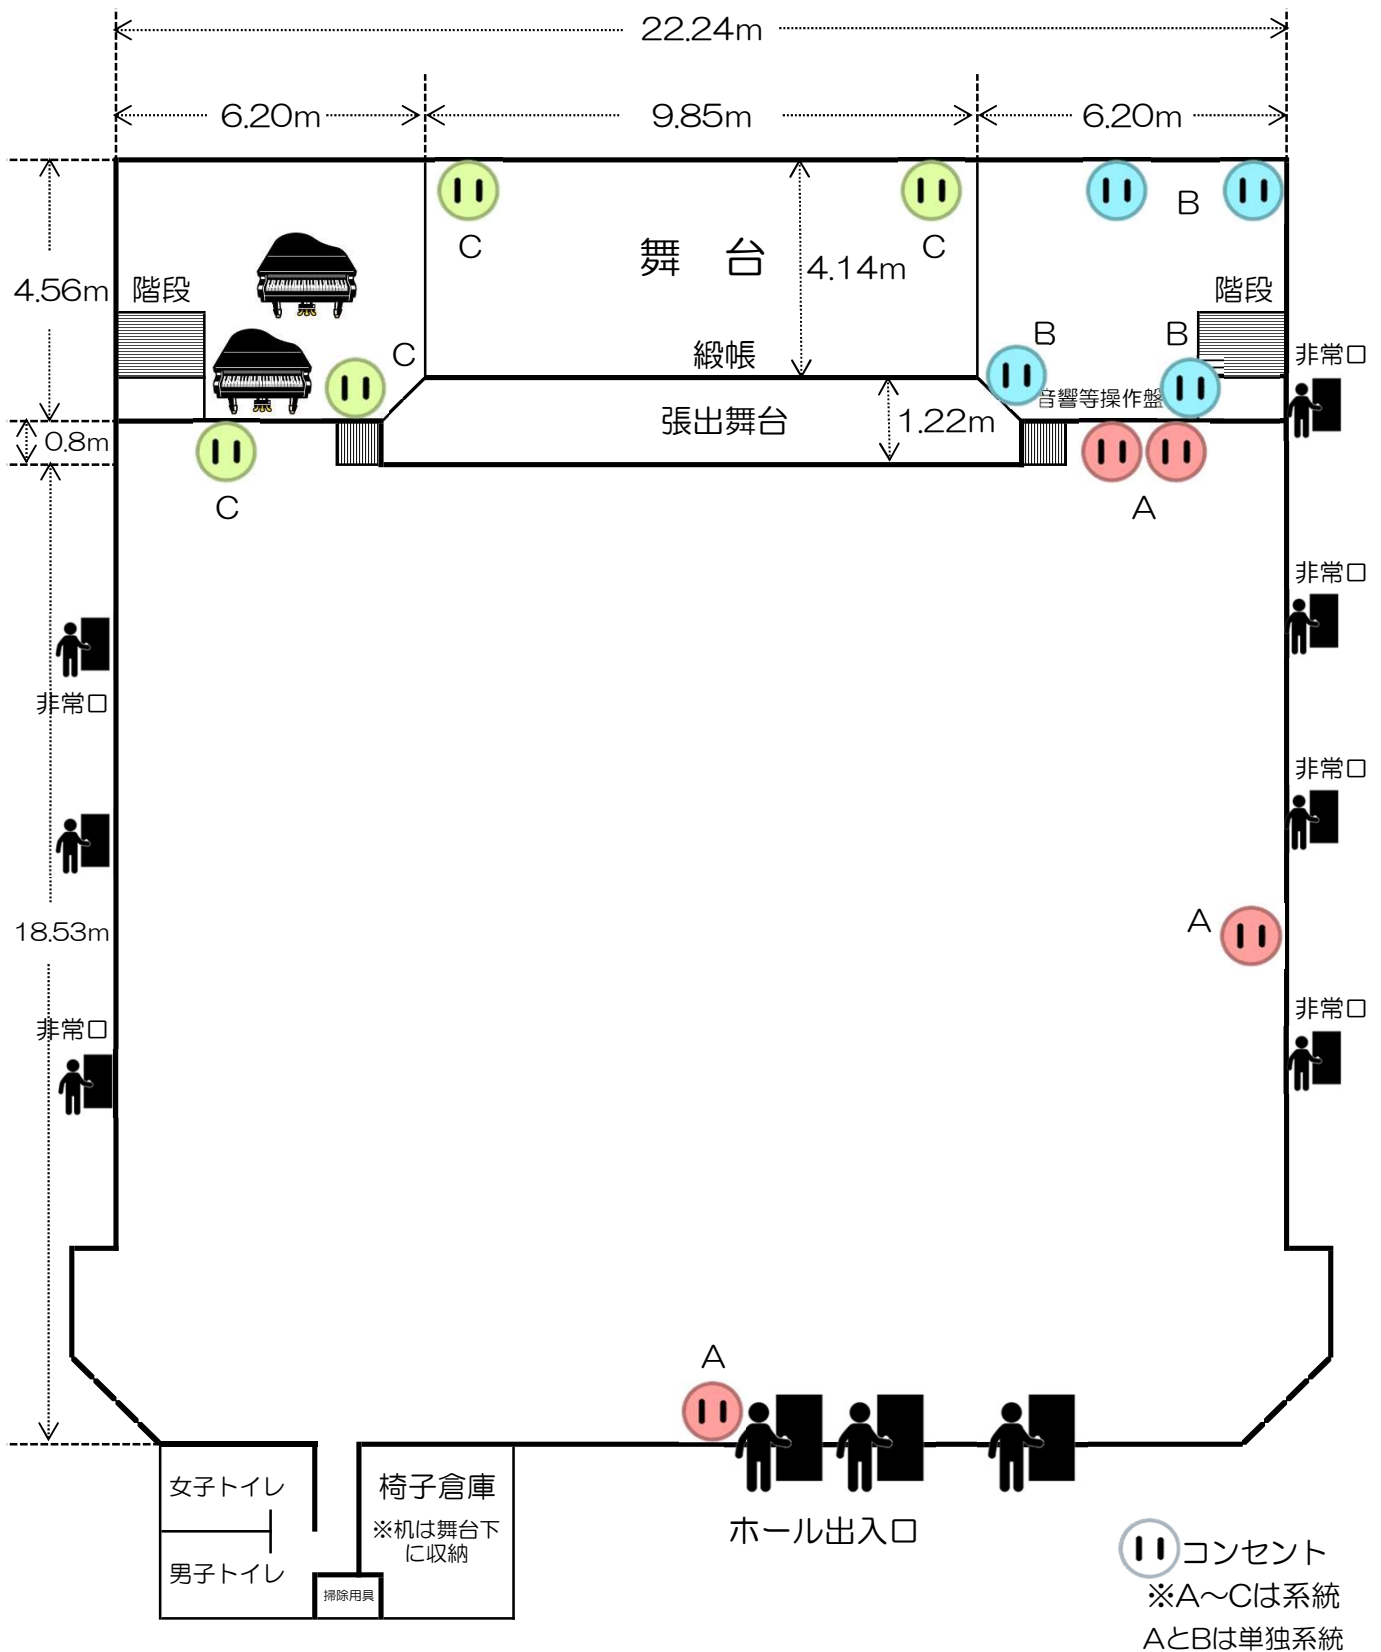 22.24m
6.20m
9.85m
6.20m
C
舞 台
C
B
4.56m
階段
4.14m
階段
C
緞帳
B
B
非常口
音響等操作盤
0.8m
張出舞台
1.22m
C
A
非常口
非常口
非常口
18.53m
A
非常口
非常口
A
女子トイレ
椅子倉庫
※机は舞台下
に収納
男子トイレ
掃除用具
ホール出入口
コンセント
※A～Cは系統
AとBは単独系統